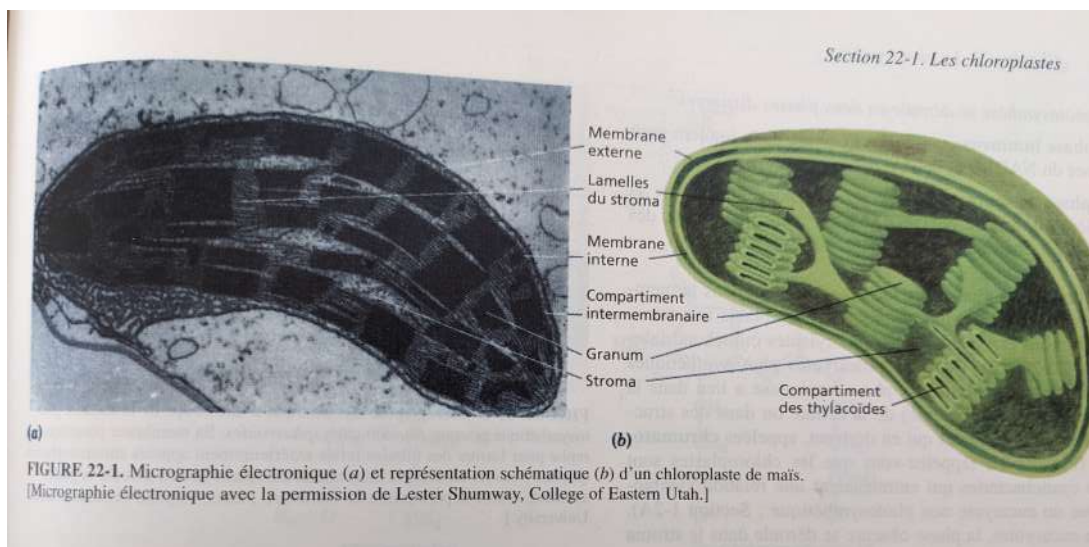 Section 22-1. Les chloroplastes
Membrane
externe
Lamelles
du stroma
Membrane
interne
Compartiment
intermembranaire
Granum
Stroma
Compartiment
des thylacoïdes
(a)
(b)
FIGURE 22-1. Micrographie électronique (a) et représentation schématique (b) d'un chloroplaste de maïs.
[Micrographie électronique avec la permission de Lester Shumway, College of Eastern Utah.]